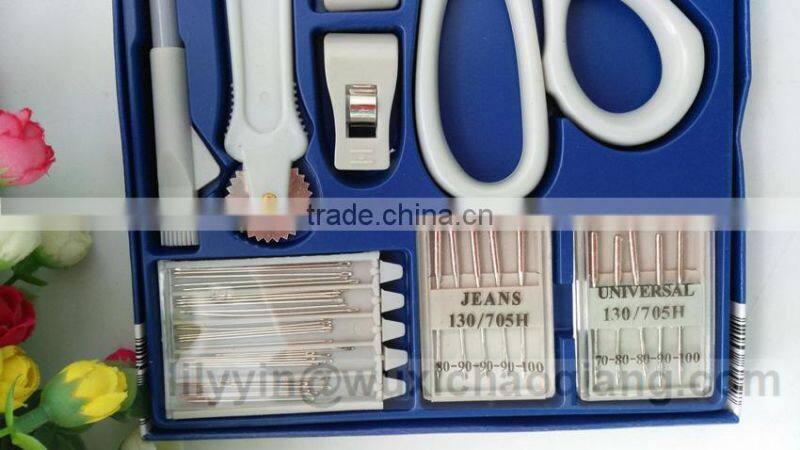 trade.china.cn
JEANS
130/705H
80-90-90-90-100
UNIVERSAL
130/705H
70-80-80-90-100
lilyyin@wuxichaoqiang.com